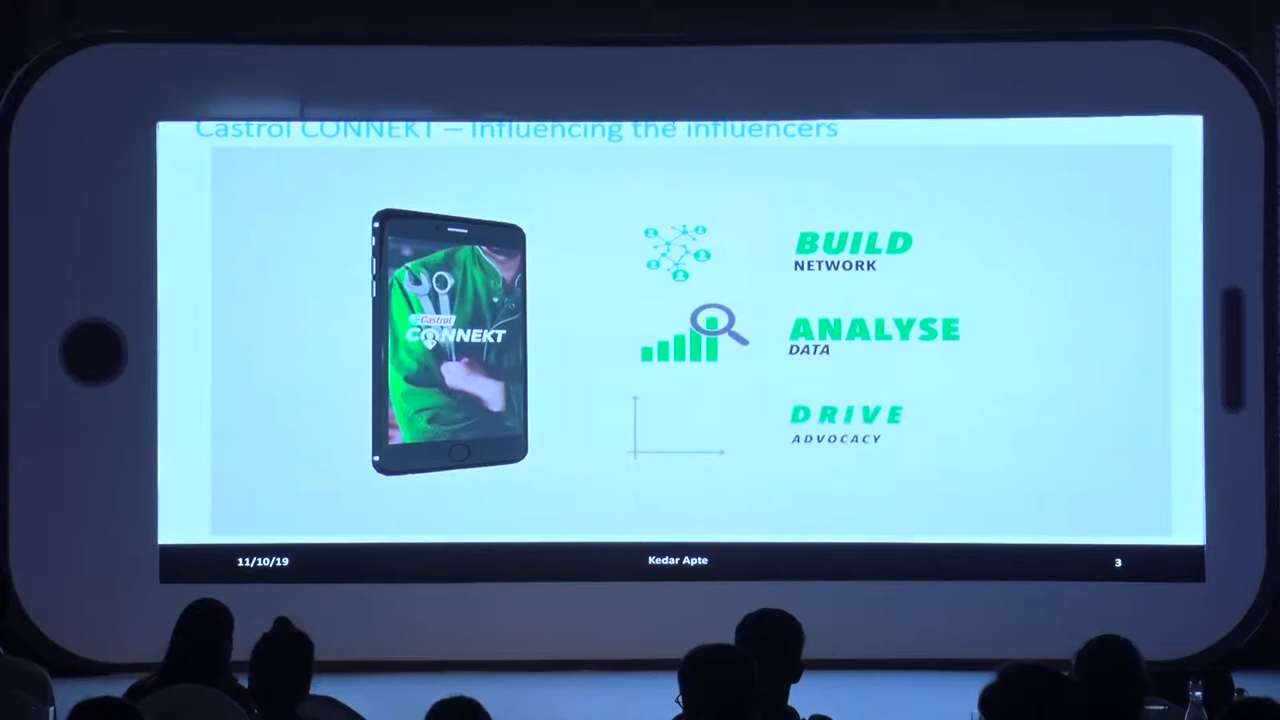 Castrol CONNEKT – Influencing the influencers
Castrol
CONNEKT
BUILD
NETWORK
ANALYSE
DATA
DRIVE
ADVOCACY
11/10/19
Kedar Apte
3